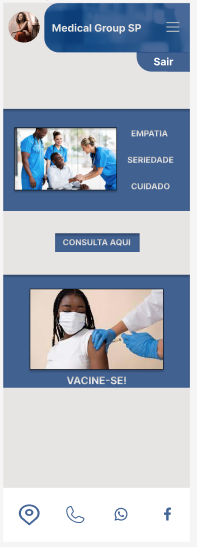 Medical Group SP
Sair
EMPATIA
SERIEDADE
CUIDADO
CONSULTA AQUI
VACINE-SE!